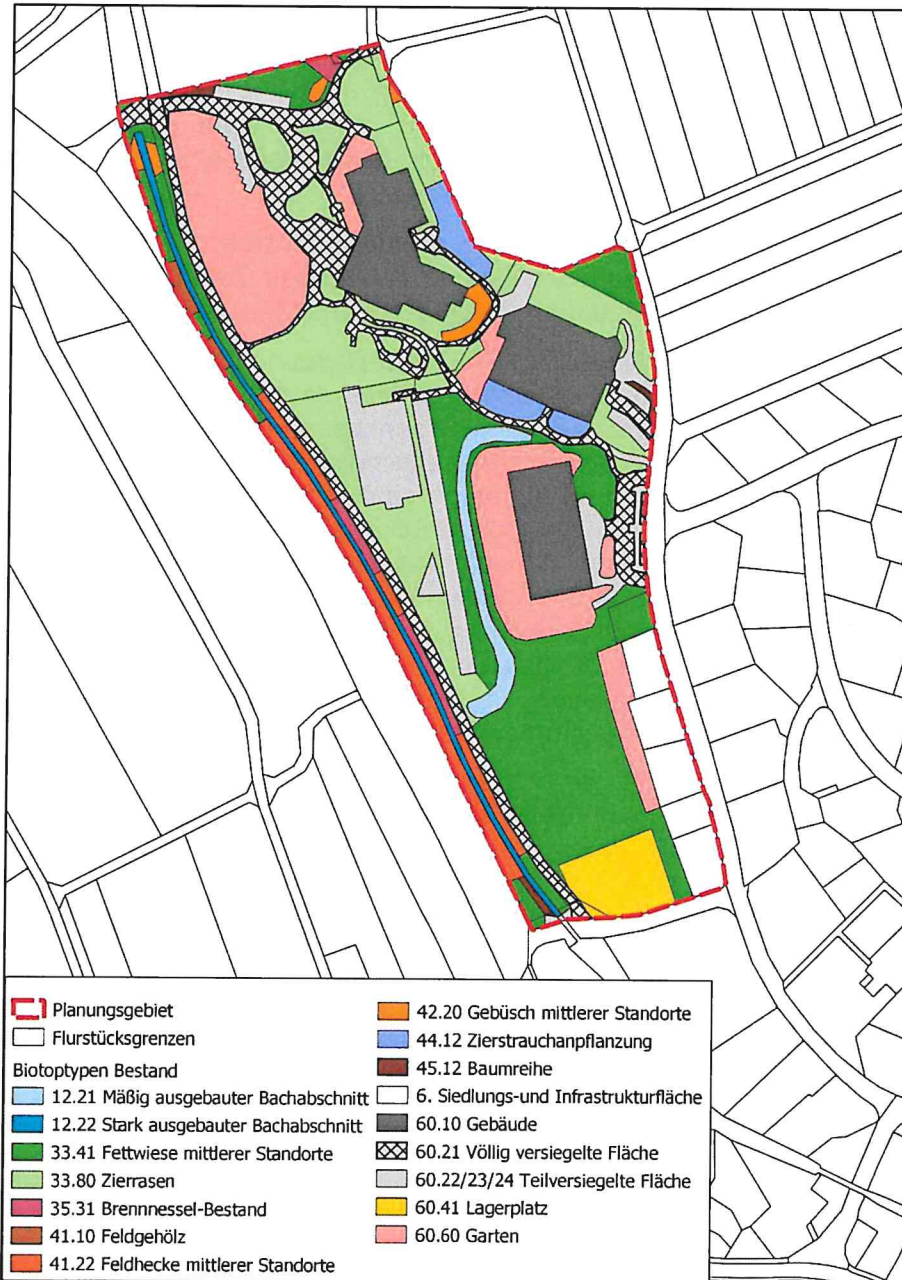 Planungsgebiet
Flurstücksgrenzen
Biotoptypen Bestand
12.21 Mäßig ausgebauter Bachabschnitt
12.22 Stark ausgebauter Bachabschnitt
33.41 Fettwiese mittlerer Standorte
33.80 Zierrasen
35.31 Brennnessel-Bestand
41.10 Feldgehölz
41.22 Feldhecke mittlerer Standorte
42.20 Gebüsch mittlerer Standorte
44.12 Zierstrauchanpflanzung
45.12 Baumreihe
6. Siedlungs-und Infrastrukturfläche
60.10 Gebäude
60.21 Völlig versiegelte Fläche
60.22/23/24 Teilversiegelte Fläche
60.41 Lagerplatz
60.60 Garten